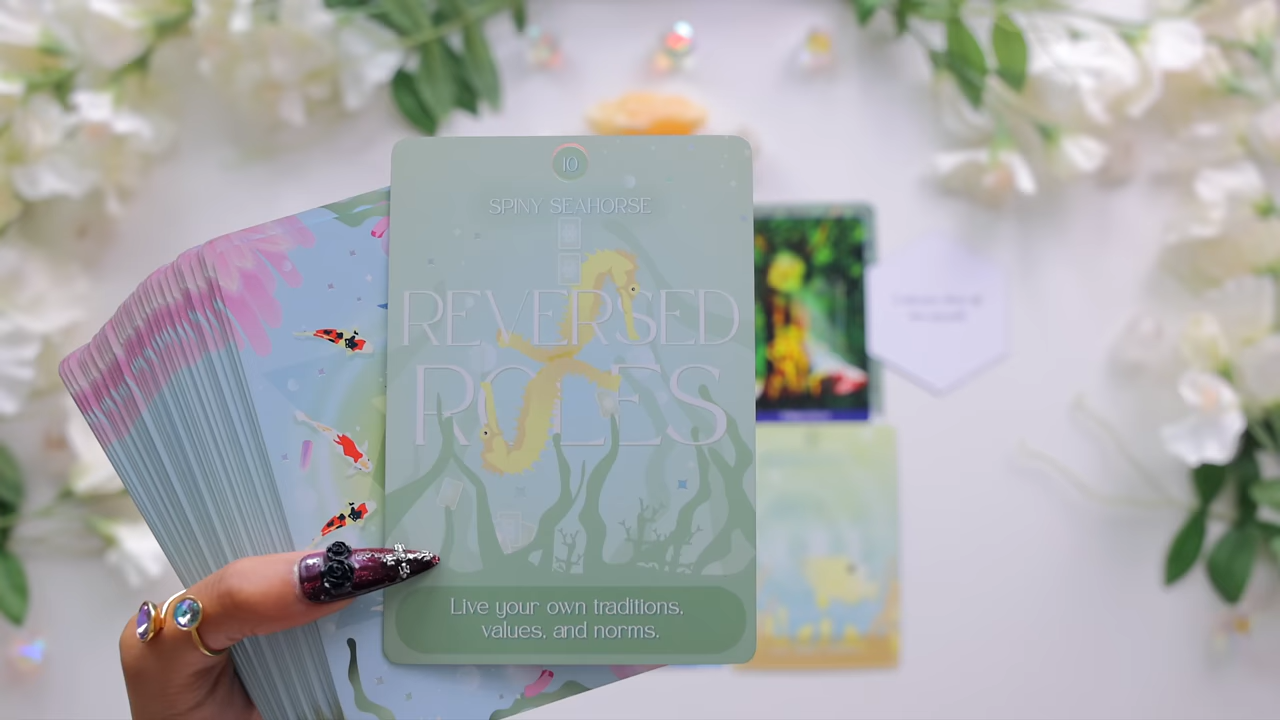 10
SPINY SEAHORSE
REVERSED
ROLES
Live your own traditions,
values, and norms.